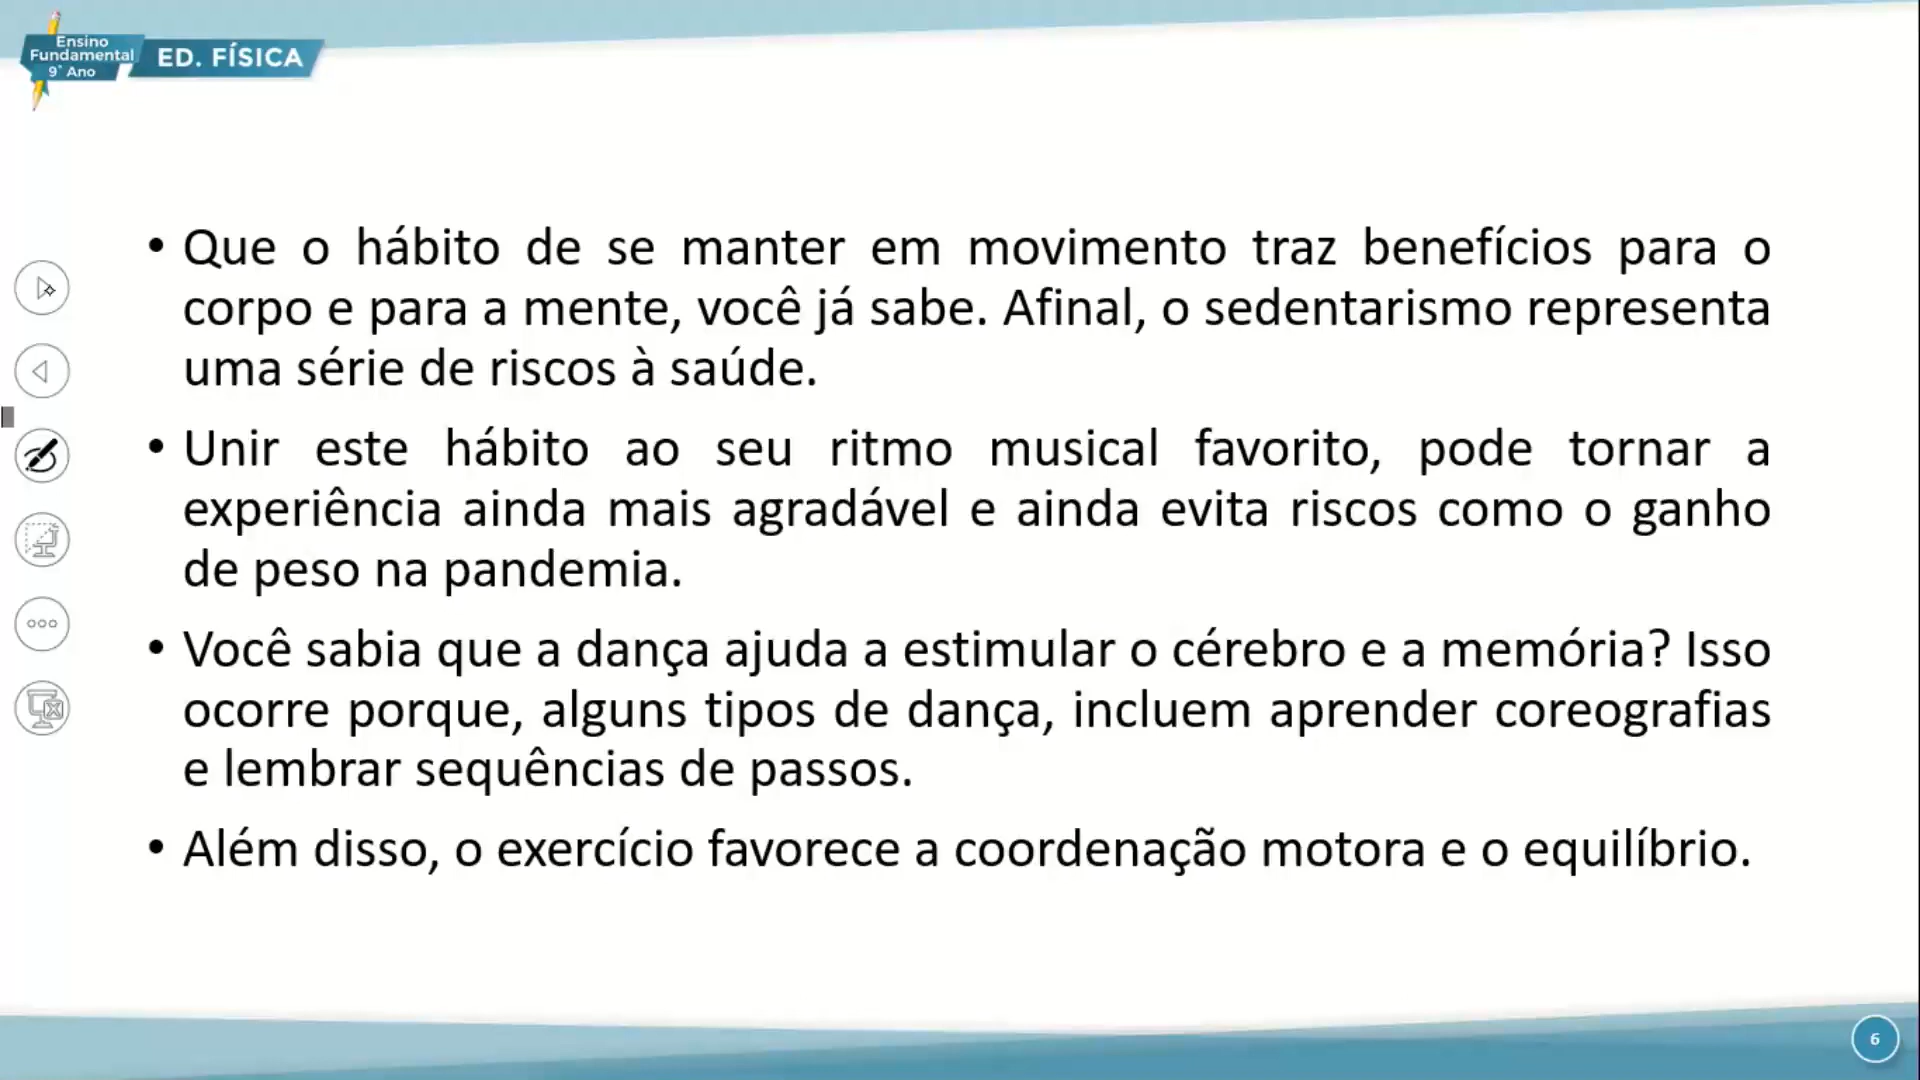 Ensino
Fundamental
9° Ano
ED. FÍSICA
• Que o hábito de se manter em movimento traz benefícios para o
corpo e para a mente, você já sabe. Afinal, o sedentarismo representa
uma série de riscos à saúde.
• Unir este hábito ao seu ritmo musical favorito, pode tornar a
experiência ainda mais agradável e ainda evita riscos como o ganho
de peso na pandemia.
• Você sabia que a dança ajuda a estimular o cérebro e a memória? Isso
ocorre porque, alguns tipos de dança, incluem aprender coreografias
e lembrar sequências de passos.
• Além disso, o exercício favorece a coordenação motora e o equilíbrio.
6